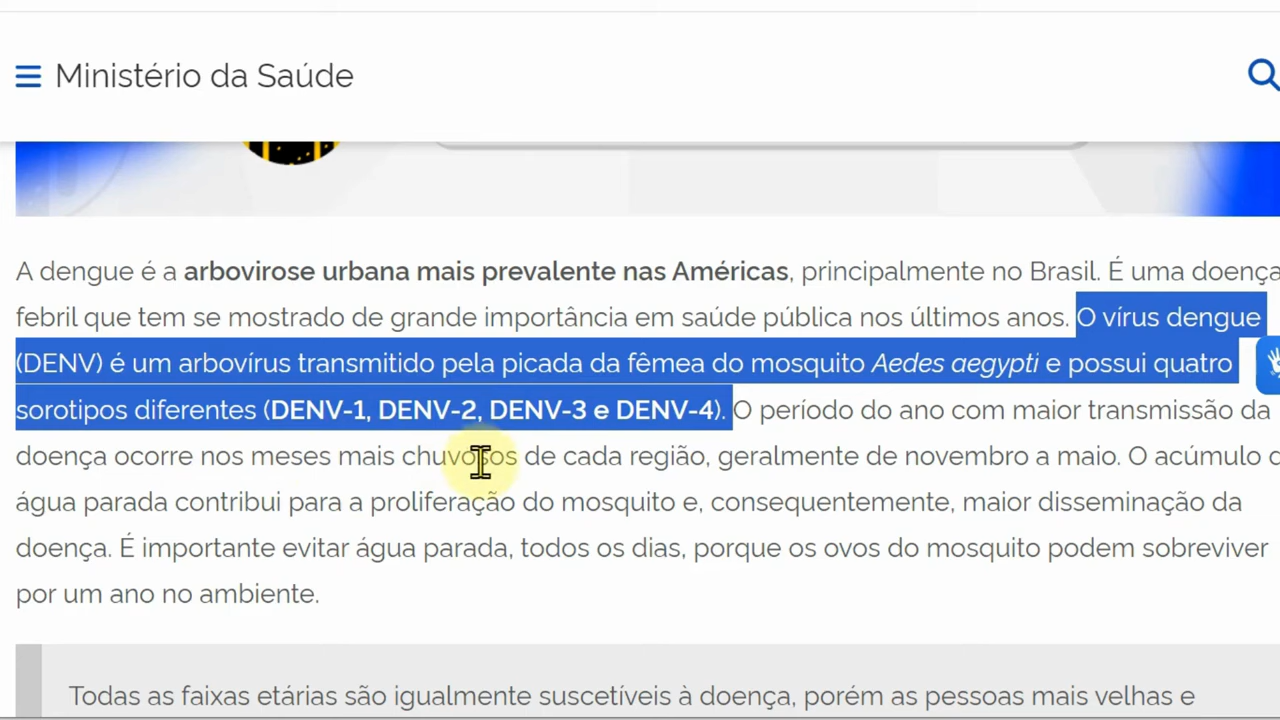 Ministério da Saúde
A dengue é a arbovirose urbana mais prevalente nas Américas, principalmente no Brasil. É uma doença
febril que tem se mostrado de grande importância em saúde pública nos últimos anos. O vírus dengue
(DENV) é um arbovírus transmitido pela picada da fêmea do mosquito Aedes aegypti e possui quatro
sorotipos diferentes (DENV-1, DENV-2, DENV-3 e DENV-4). O período do ano com maior transmissão da
doença ocorre nos meses mais chuvosos de cada região, geralmente de novembro a maio. O acúmulo
água parada contribui para a proliferação do mosquito e, consequentemente, maior disseminação da
doença. É importante evitar água parada, todos os dias, porque os ovos do mosquito podem sobreviver
por um ano no ambiente.
Todas as faixas etárias são igualmente suscetíveis à doença, porém as pessoas mais velhas e